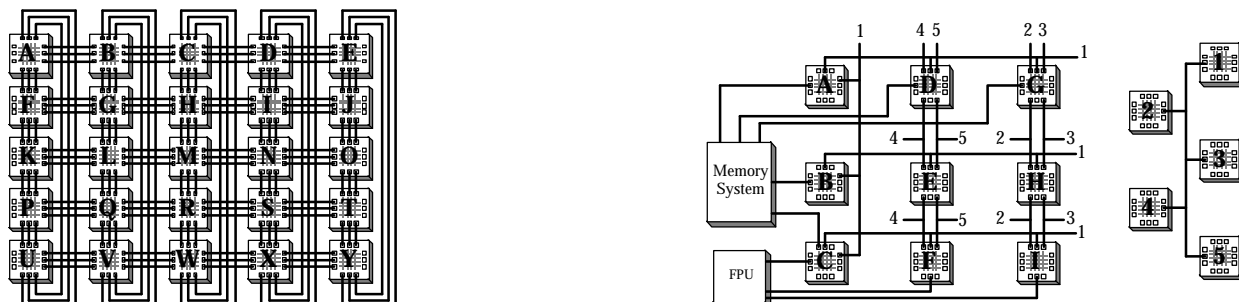 A B C D E
F G H I J
K L M N O
P Q R S T
U V W X Y
1 4 5 2 3
1
A D G
4 5 2 3
Memory
System
1
B E H
4 5 2 3
1
FPU
C F I
1
2
3
4
5